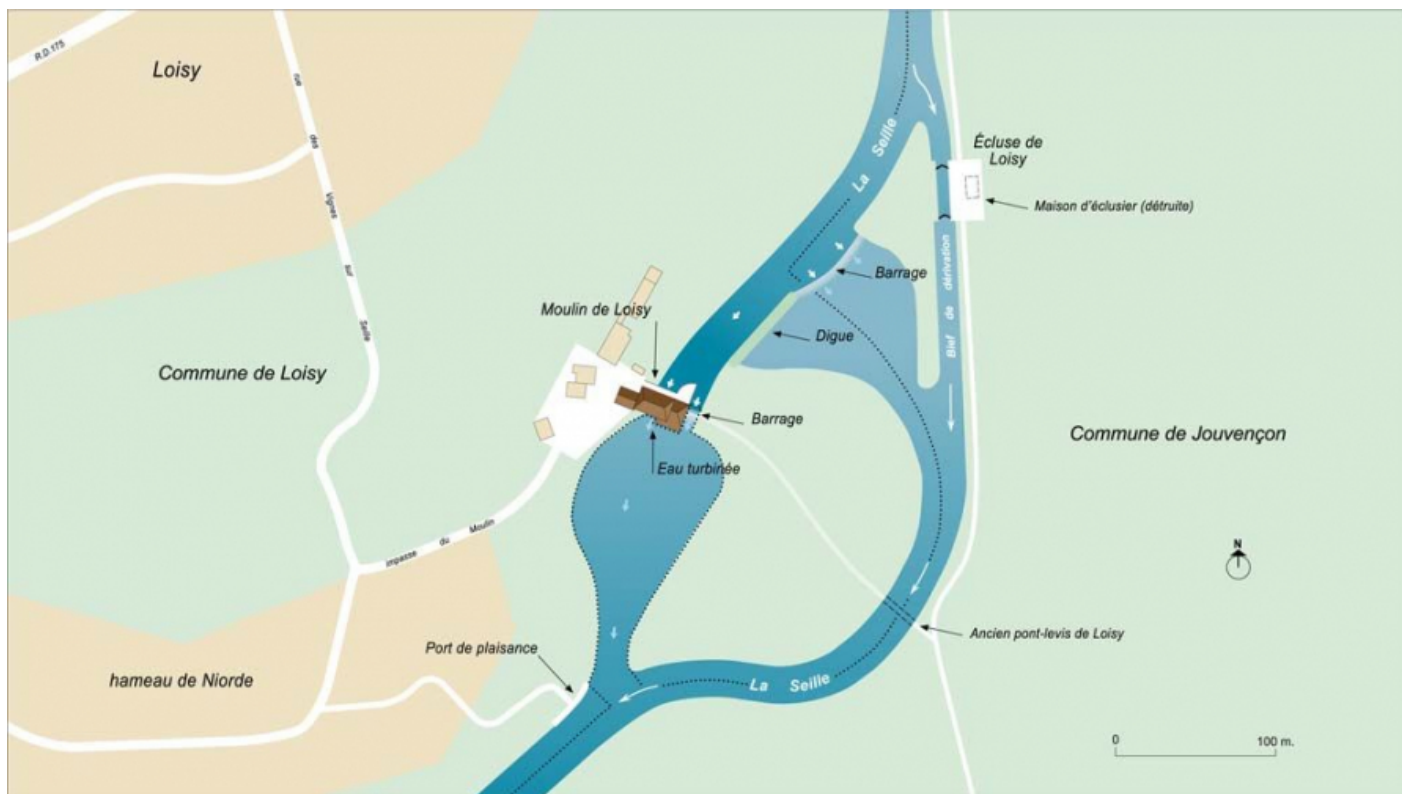 R.D.175
Loisy
rue des Vignes sur Seille
La Seille
Écluse de
Loisy
Maison d'éclusier (détruite)
Barrage
Moulin de Loisy
Digue
Bief de dérivation
Commune de Loisy
Barrage
Commune de Jouvençon
Eau turbinée
Impasse du Moulin
N
Ancien pont-levis de Loisy
Port de plaisance
hameau de Niorde
La Seille
0 100 m.